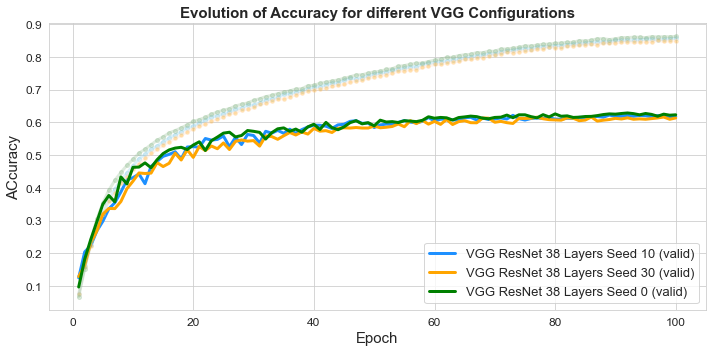 Evolution of Accuracy for different VGG Configurations
ACcuracy
0.9
0.8
0.7
0.6
0.5
0.4
0.3
0.2
0.1
VGG ResNet 38 Layers Seed 10 (valid)
VGG ResNet 38 Layers Seed 30 (valid)
VGG ResNet 38 Layers Seed 0 (valid)
0 20 40 60 80 100
Epoch